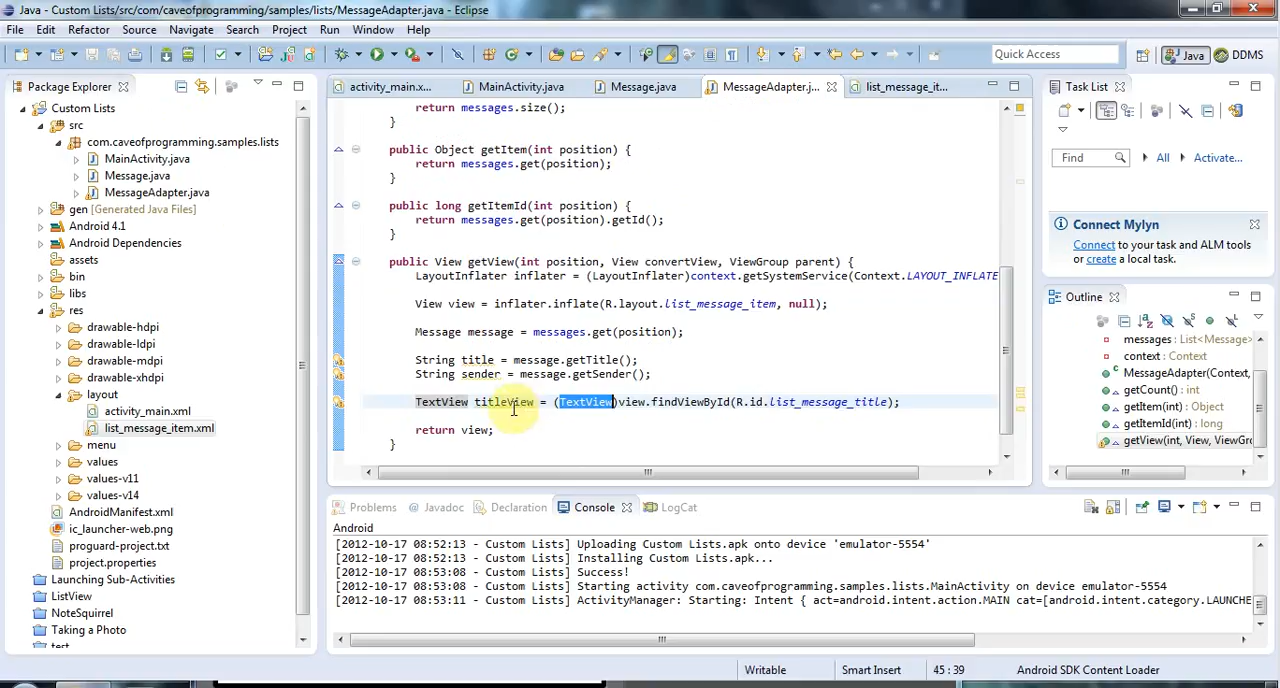 Java - Custom Lists/src/com/caveofprogramming/samples/lists/MessageAdapter.java - Eclipse
File Edit Refactor Source Navigate Search Project Run Window Help
Quick Access
Java
DDMS
Package Explorer
Custom Lists
src
com.caveofprogramming.samples.lists
MainActivity.java
Message.java
MessageAdapter.java
gen [Generated Java Files]
Android 4.1
Android Dependencies
assets
bin
libs
res
drawable-hdpi
drawable-ldpi
drawable-mdpi
drawable-xhdpi
layout
activity_main.xml
list_message_item.xml
menu
values
values-v11
values-v14
AndroidManifest.xml
ic_launcher-web.png
proguard-project.txt
project.properties
Launching Sub-Activities
ListView
NoteSquirrel
Taking a Photo
test
activity_main.x... MainActivity.java Message.java MessageAdapter.j... list_message_it...
return messages.size();
}
public Object getItem(int position) {
return messages.get(position);
}
public long getItemId(int position) {
return messages.get(position).getId();
}
public View getView(int position, View convertView, ViewGroup parent) {
LayoutInflater inflater = (LayoutInflater)context.getSystemService(Context.LAYOUT_INFLATE
View view = inflater.inflate(R.layout.list_message_item, null);
Message message = messages.get(position);
String title = message.getTitle();
String sender = message.getSender();
TextView titleView = (TextView)view.findViewById(R.id.list_message_title);
return view;
}
Task List
Find
All
Activate...
Connect Mylyn
Connect to your task and ALM tools
or create a local task.
Outline
messages: List<Message>
context: Context
MessageAdapter(Context,
getCount() : int
getItem(int) : Object
getItemId(int) : long
getView(int, View, ViewGro
Problems Javadoc Declaration Console LogCat
Android
[2012-10-17 08:52:13 - Custom Lists] Uploading Custom Lists.apk onto device 'emulator-5554'
[2012-10-17 08:52:13 - Custom Lists] Installing Custom Lists.apk...
[2012-10-17 08:53:08 - Custom Lists] Success!
[2012-10-17 08:53:08 - Custom Lists] Starting activity com.caveofprogramming.samples.lists.MainActivity on device emulator-5554
[2012-10-17 08:53:11 - Custom Lists] ActivityManager: Starting: Intent { act=android.intent.action.MAIN cat=[android.intent.category.LAUNCHE
Writable
Smart Insert
45 : 39
Android SDK Content Loader